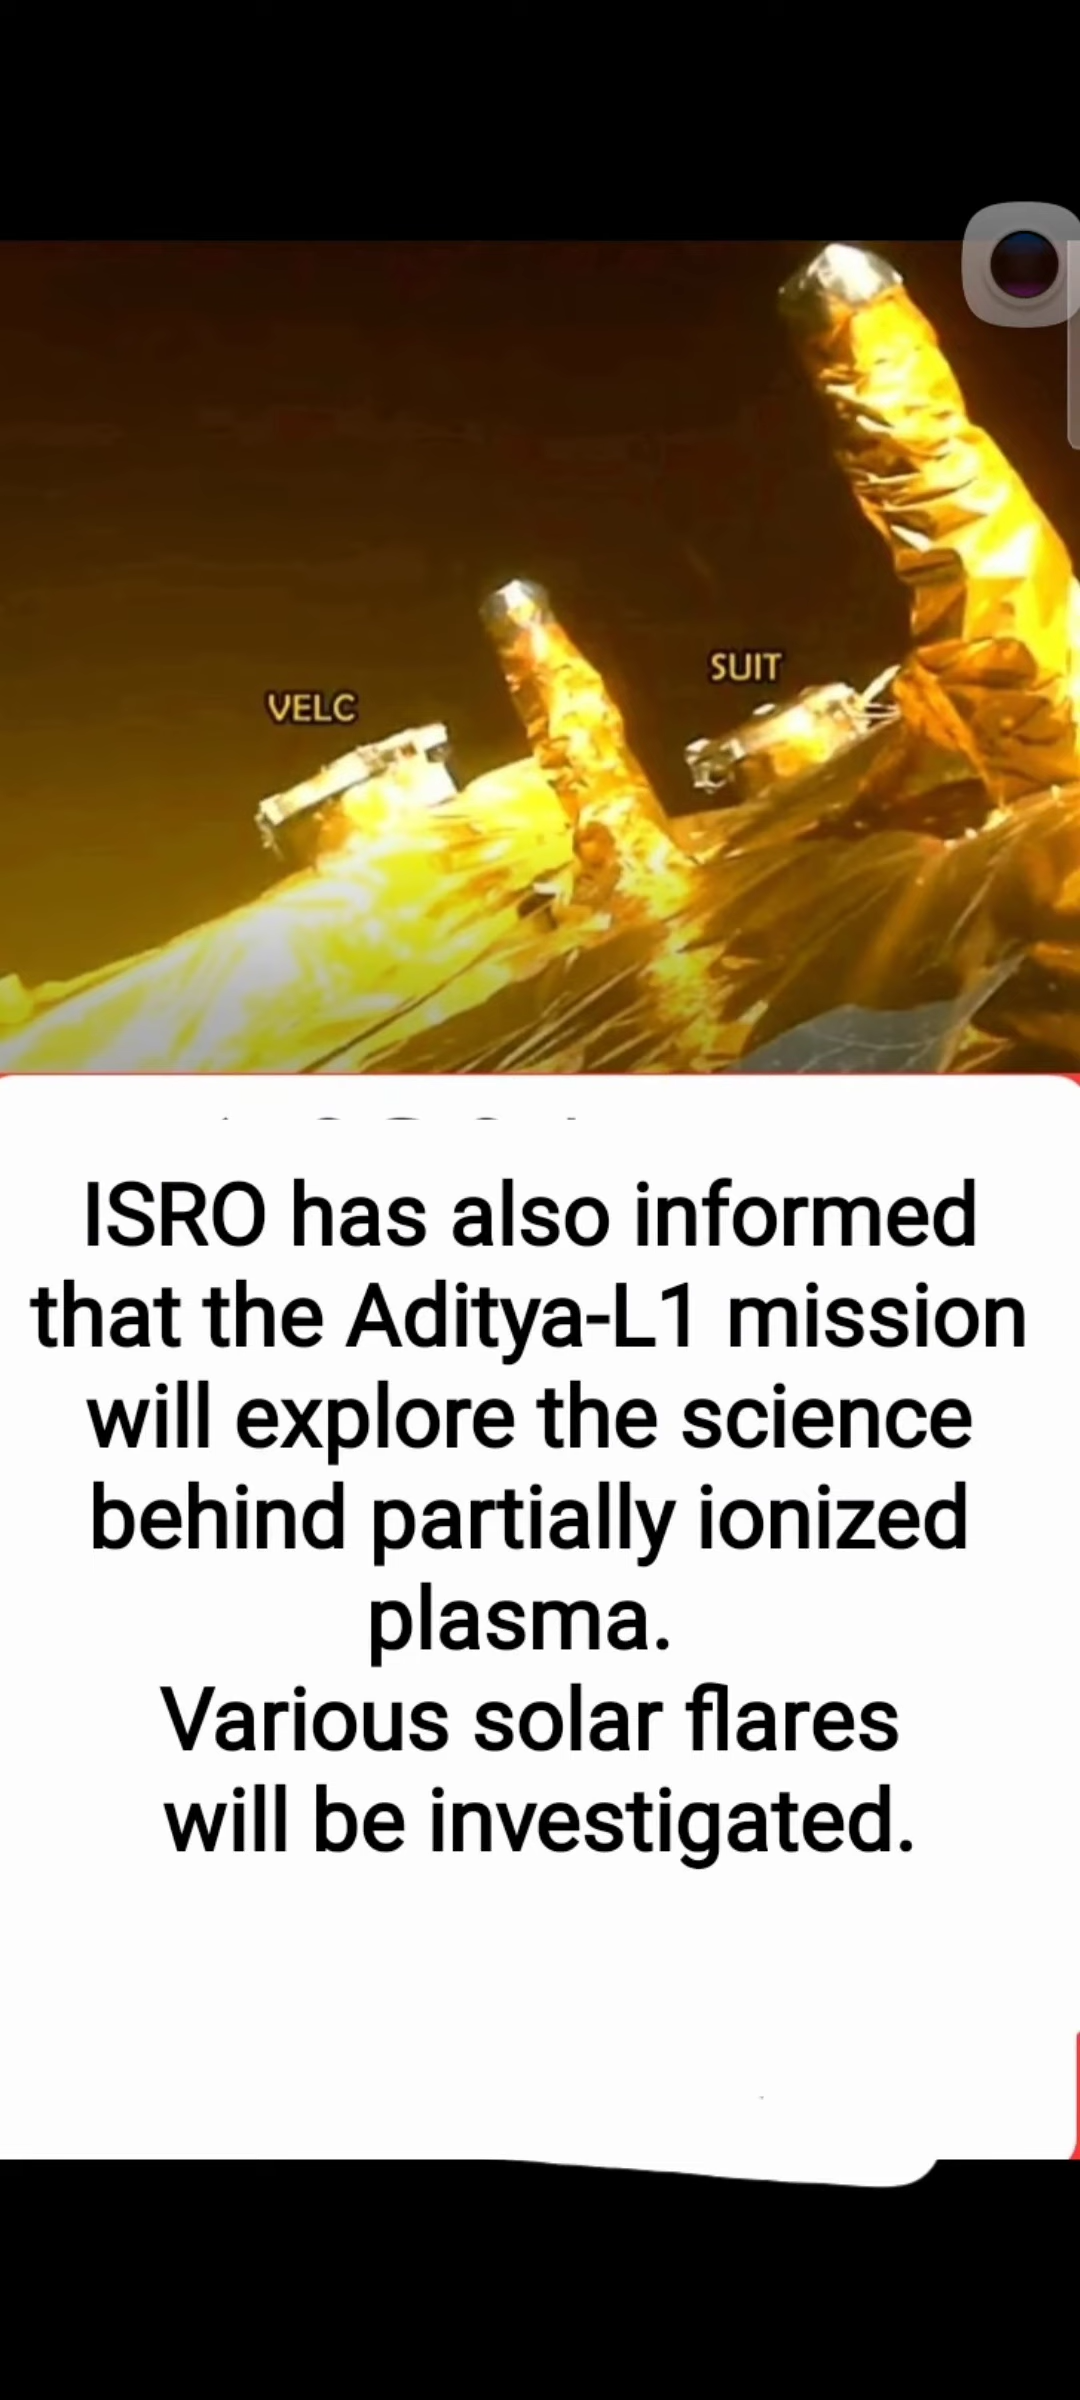 SUIT
VELC
ISRO has also informed
that the Aditya-L1 mission
will explore the science
behind partially ionized
plasma.
Various solar flares
will be investigated.